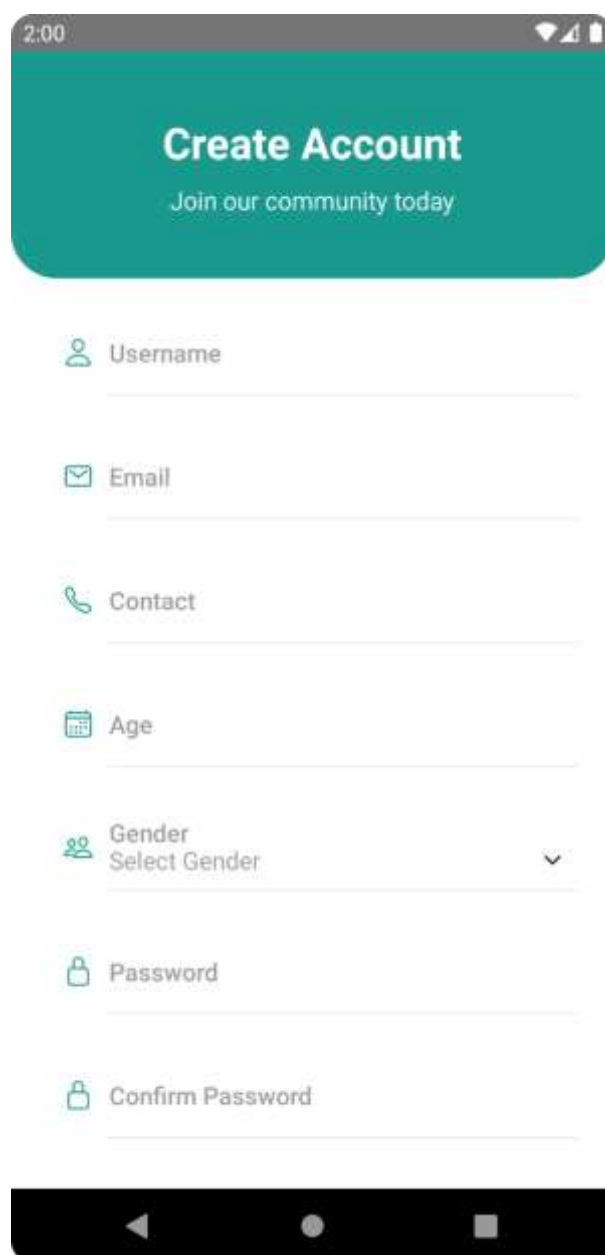 2:00
Create Account
Join our community today
Username
Email
Contact
Age
Gender
Select Gender
Password
Confirm Password